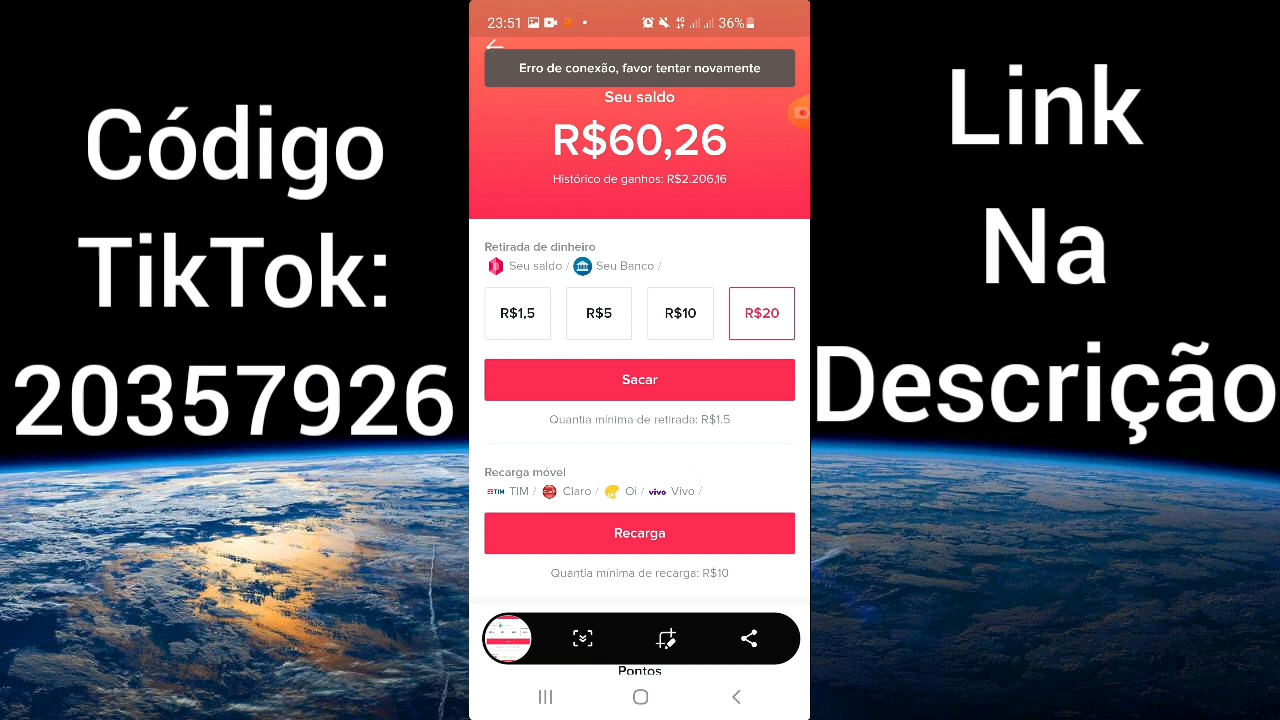 Código
TikTok:
20357926
23:51
4G
36%
Erro de conexão, favor tentar novamente
Seu saldo
R$60,26
Histórico de ganhos: R$2.206,16
Retirada de dinheiro
Seu saldo / Seu Banco /
R$1,5 R$5 R$10 R$20
Sacar
Quantia mínima de retirada: R$1.5
Recarga móvel
TIM TIM / Claro / Oi / vivo Vivo /
Recarga
Quantia mínima de recarga: R$10
Pontos
Link
Na
Descrição